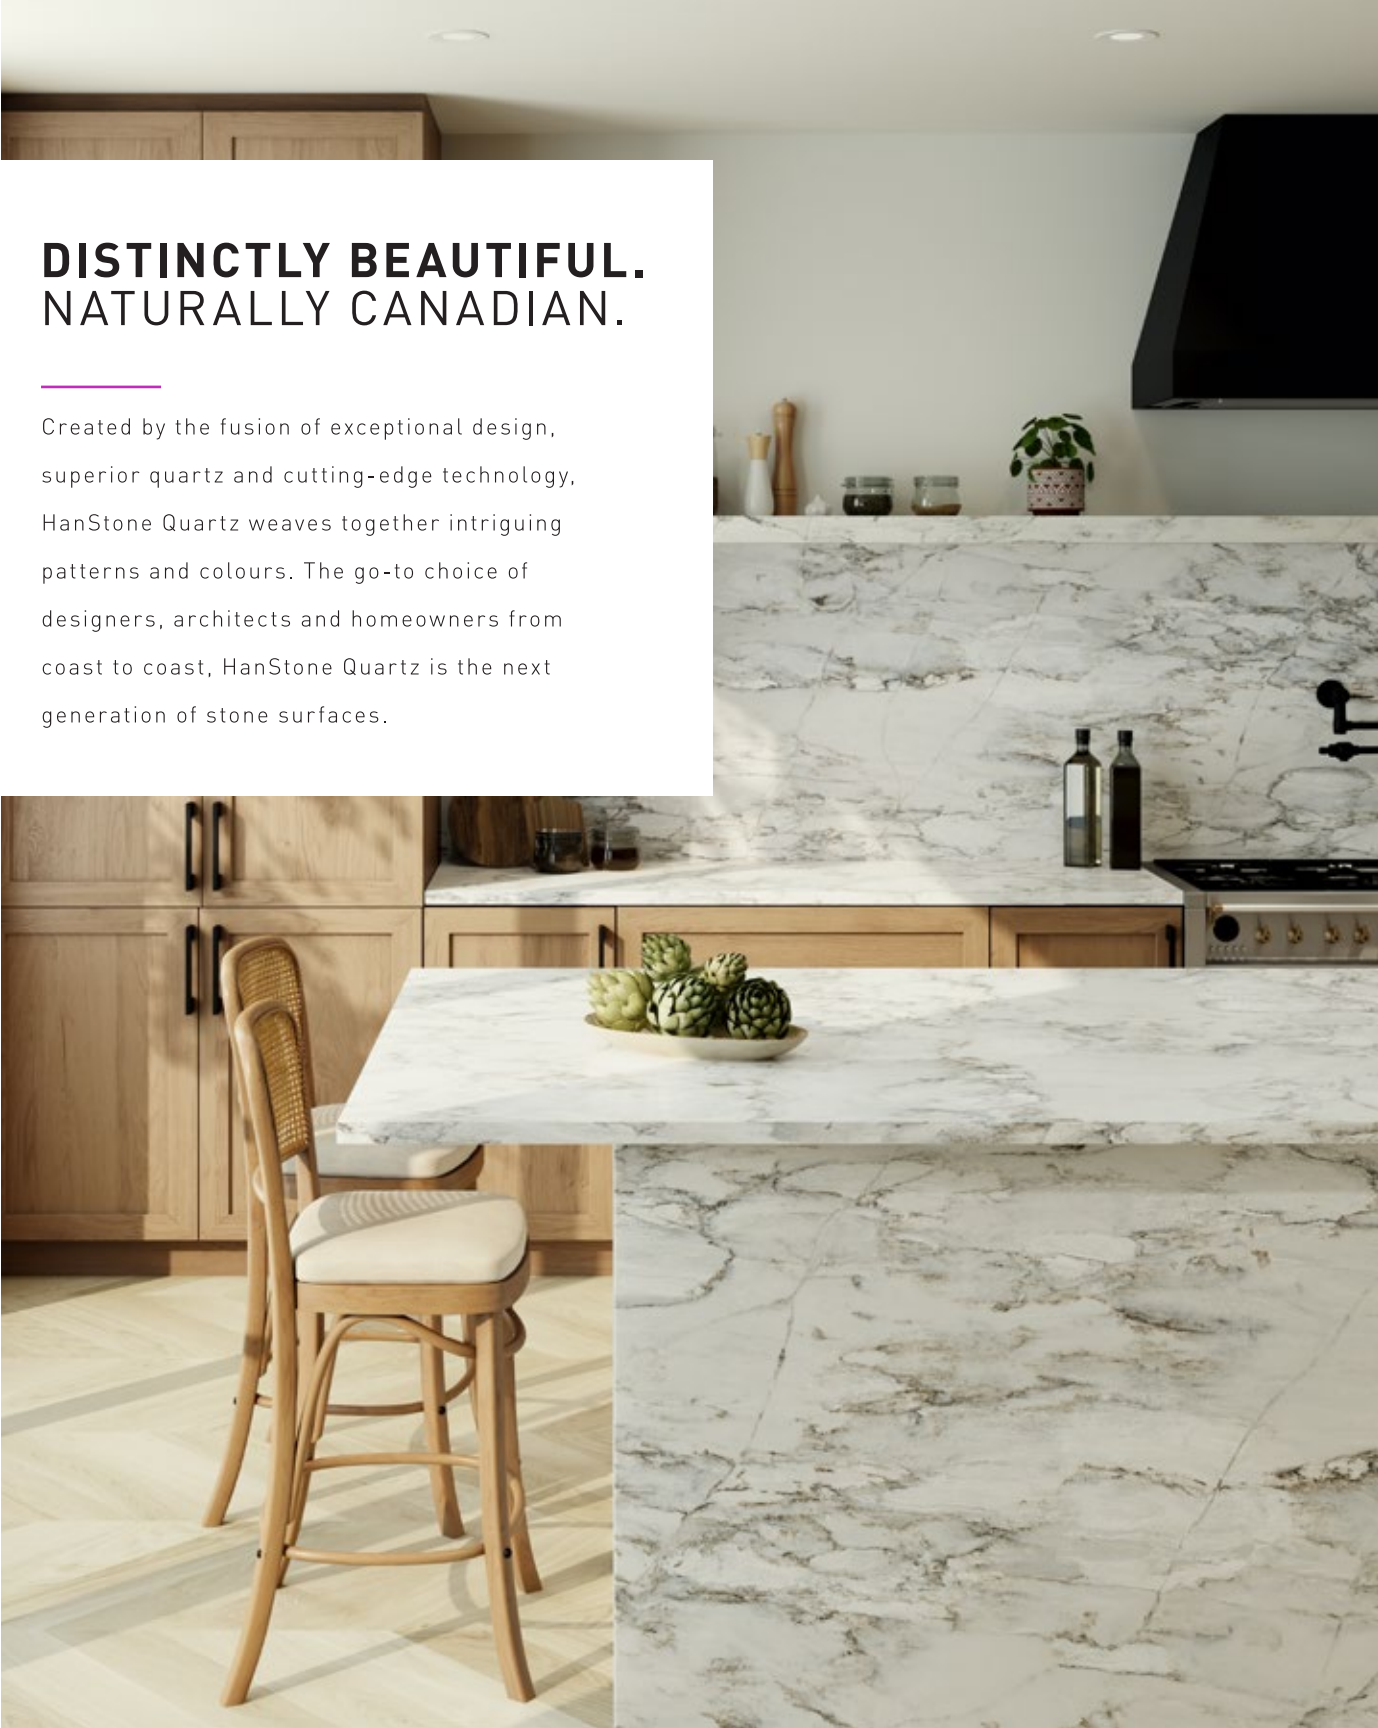 DISTINCTLY BEAUTIFUL.
NATURALLY CANADIAN.
Created by the fusion of exceptional design,
superior quartz and cutting-edge technology,
HanStone Quartz weaves together intriguing
patterns and colours. The go-to choice of
designers, architects and homeowners from
coast to coast, HanStone Quartz is the next
generation of stone surfaces.